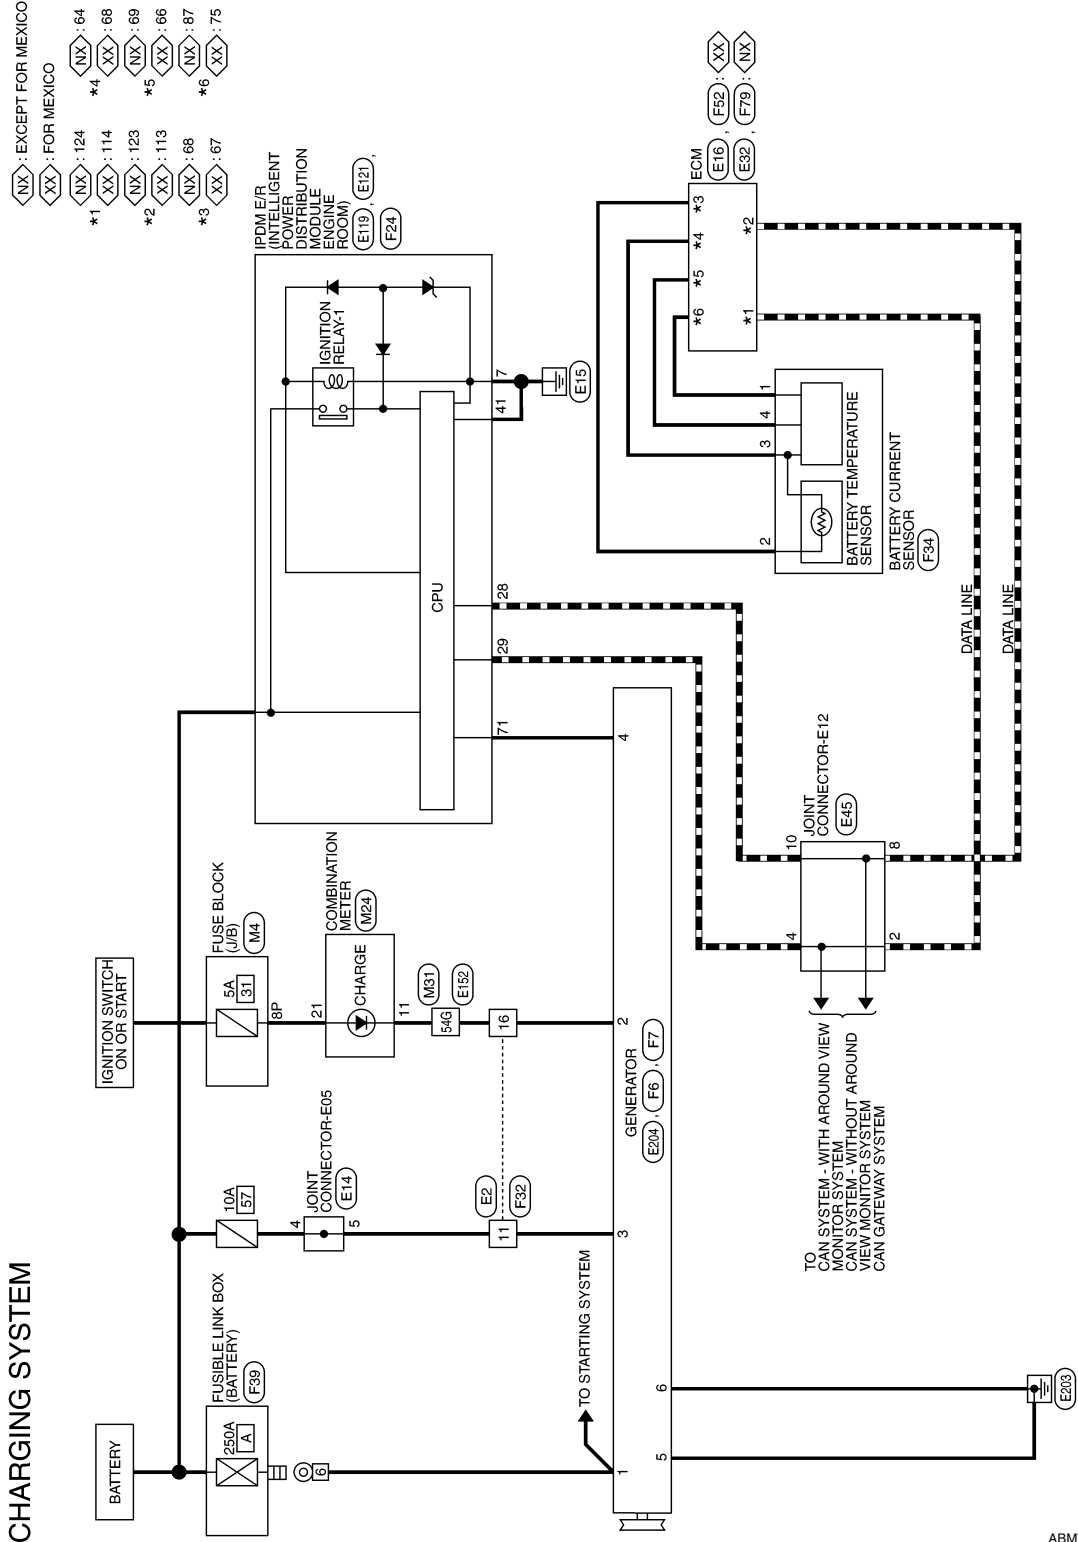 CHARGING SYSTEM
BATTERY
FUSIBLE LINK BOX
(BATTERY)
F39
250A
A
6
10A
57
JOINT
CONNECTOR-E05
E14
4
5
E2
F32
11
16
IGNITION SWITCH
ON OR START
FUSE BLOCK
(J/B)
M4
5A
31
8P
COMBINATION
METER
M24
21
CHARGE
11
M31
E152
54G
TO STARTING SYSTEM
GENERATOR
E204 , F6 , F7
1
3
2
4
5
6
E203
NX : EXCEPT FOR MEXICO
XX : FOR MEXICO
*1 NX : 124
XX : 114
*2 NX : 123
XX : 113
*3 NX : 68
XX : 67
*4 NX : 64
XX : 68
*5 NX : 69
XX : 66
*6 NX : 87
XX : 75
IPDM E/R
(INTELLIGENT
POWER
DISTRIBUTION
MODULE
ENGINE
ROOM)
E119 , E121 ,
F24
IGNITION
RELAY-1
CPU
71
29
28
41
7
E15
ECM
E16 , F52 : XX
E32 , F79 : NX
*6
*5
*4
*3
*1
*2
2
3
4
1
BATTERY TEMPERATURE
SENSOR
BATTERY CURRENT
SENSOR
F34
DATA LINE
DATA LINE
JOINT
CONNECTOR-E12
E45
4
10
2
8
TO
CAN SYSTEM - WITH AROUND VIEW
MONITOR SYSTEM
CAN SYSTEM - WITHOUT AROUND
VIEW MONITOR SYSTEM
CAN GATEWAY SYSTEM